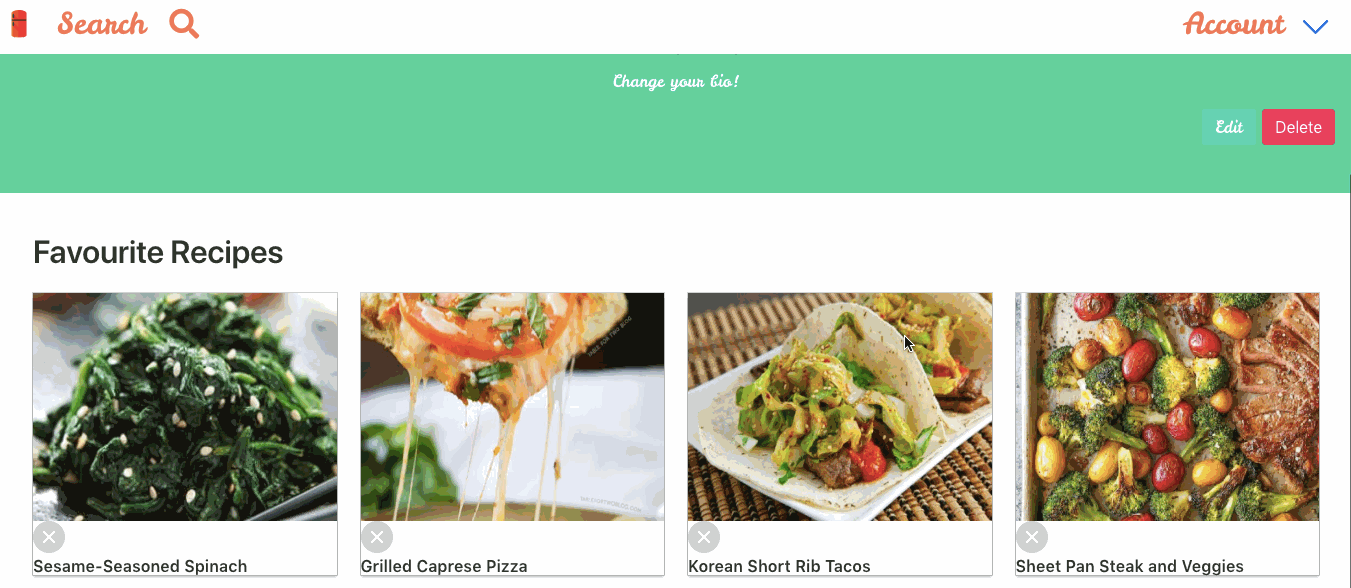 Search
Account
Change your bio!
Edit
Delete
Favourite Recipes
Sesame-Seasoned Spinach
Grilled Caprese Pizza
Korean Short Rib Tacos
Sheet Pan Steak and Veggies